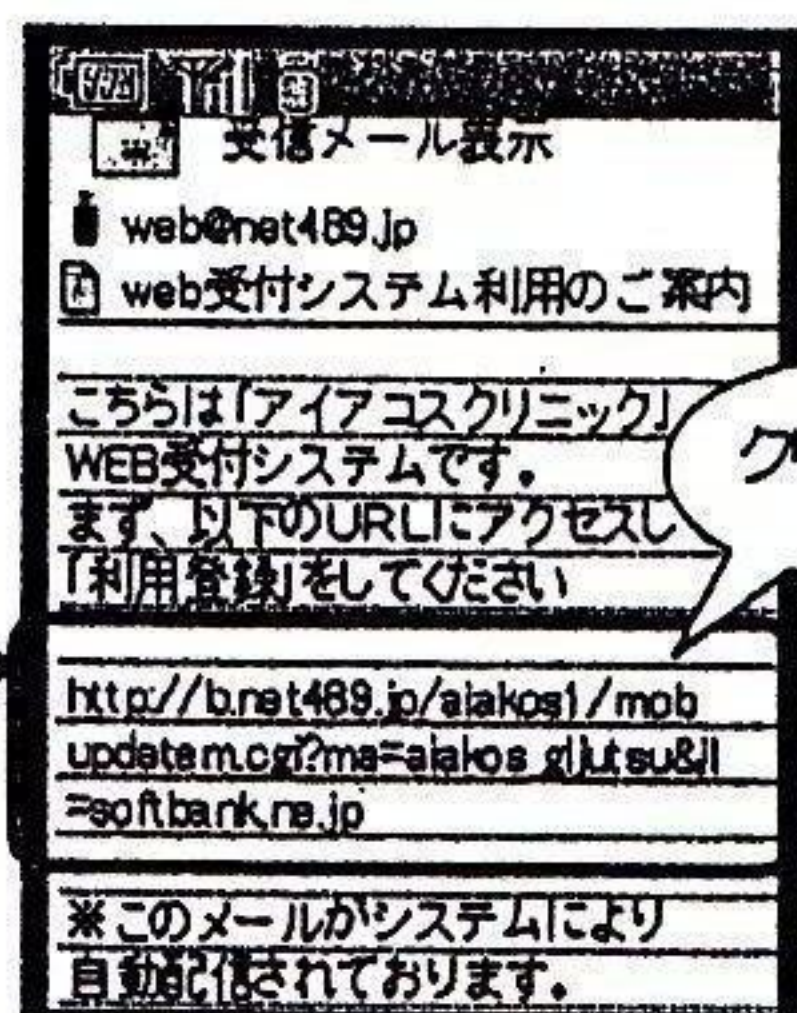 受信メール表示
web@net489.jp
web受付システム利用のご案内
こちらは「アイアコスクリニック」
WEB受付システムです。
まず、以下のURLにアクセスし
「利用登録」をしてください
http://b.net489.jp/aiakos1/mob
updatem.cgi?ma=aiakos
=softbank.ne.jp
※このメールがシステムにより
自動配信されております。